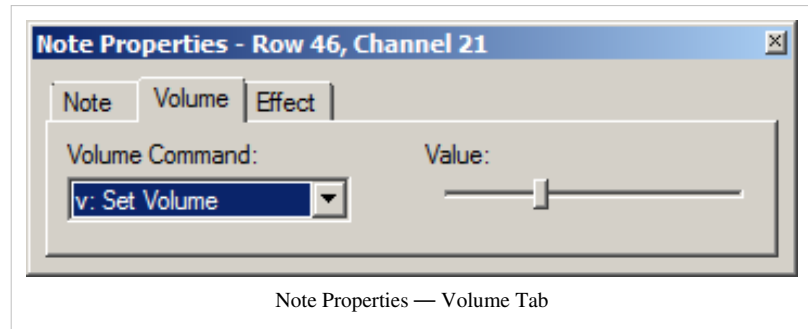 Note Properties - Row 46, Channel 21
Note Volume Effect
Volume Command: Value:
v: Set Volume
Note Properties — Volume Tab